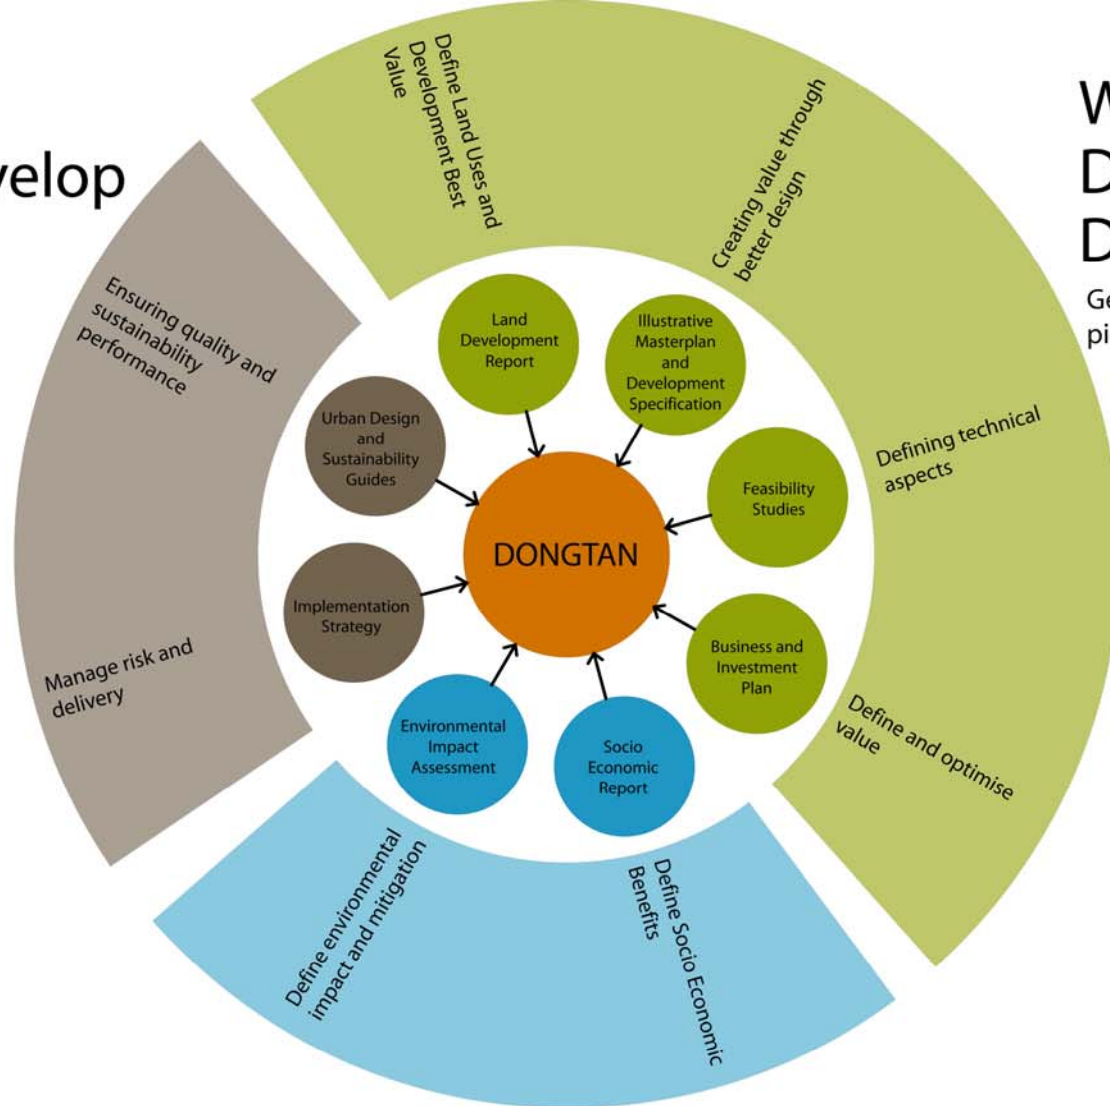 velop
W
D
D
Ge
pi
Define Land Uses and
Development Best
Value
Creating value through
better design
Defining technical
aspects
Define and optimise
value
Define Socio Economic
Benefits
Define environmental
impact and mitigation
Manage risk and
delivery
Ensuring quality and
sustainability
performance
Land
Development
Report
Illustrative
Masterplan
and
Development
Specification
Feasibility
Studies
Business and
Investment
Plan
Socio
Economic
Report
Environmental
Impact
Assessment
Implementation
Strategy
Urban Design
and
Sustainability
Guides
DONGTAN